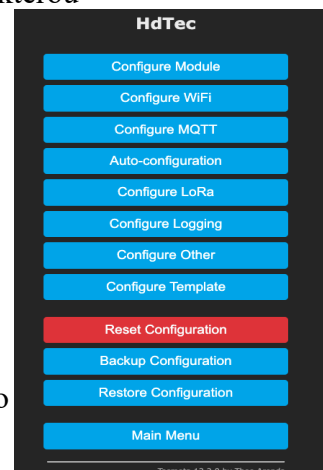 HdTec
Configure Module
Configure WiFi
Configure MQTT
Auto-configuration
Configure LoRa
Configure Logging
Configure Other
Configure Template
Reset Configuration
Backup Configuration
Restore Configuration
Main Menu